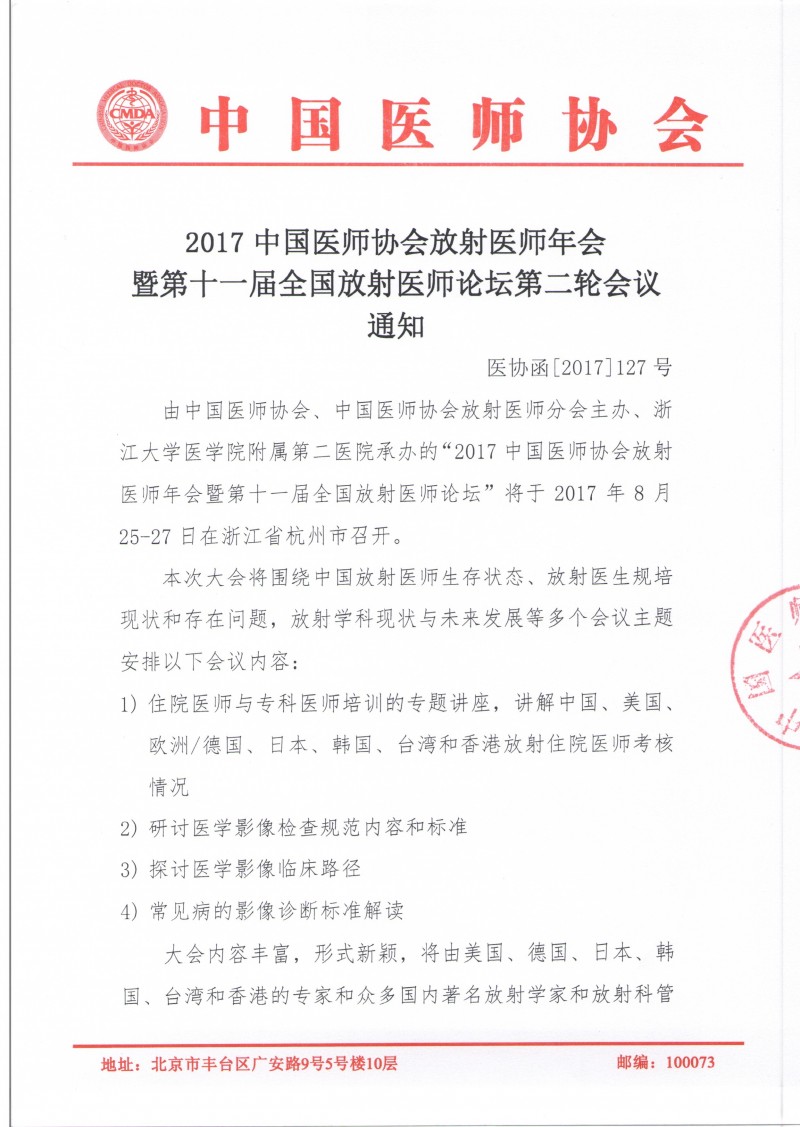 CMDA
中国医师协会
2017 中国医师协会放射医师年会
暨第十一届全国放射医师论坛第二轮会议
通知
医协函[2017]127 号
由中国医师协会、中国医师协会放射医师分会主办、浙
江大学医学院附属第二医院承办的“2017 中国医师协会放射
医师年会暨第十一届全国放射医师论坛”将于 2017 年 8 月
25-27 日在浙江省杭州市召开。
本次大会将围绕中国放射医师生存状态、放射医生规培
现状和存在问题，放射学科现状与未来发展等多个会议主题
安排以下会议内容：
1) 住院医师与专科医师培训的专题讲座，讲解中国、美国、
欧洲/德国、日本、韩国、台湾和香港放射住院医师考核
情况
2) 研讨医学影像检查规范内容和标准
3) 探讨医学影像临床路径
4) 常见病的影像诊断标准解读
大会内容丰富，形式新颖，将由美国、德国、日本、韩
国、台湾和香港的专家和众多国内著名放射学家和放射科管
中国医师
地址：北京市丰台区广安路9号5号楼10层
邮编：100073